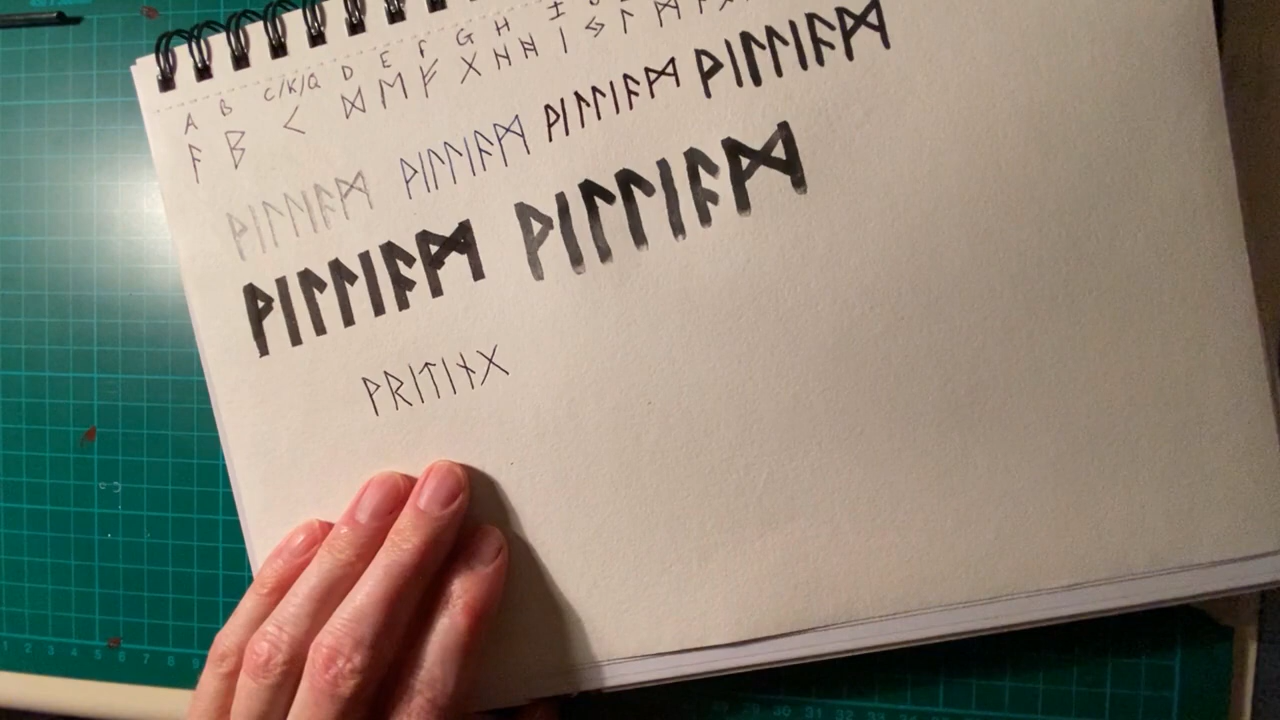 A B C/K/Q D E F G H I
ᚨ ᛒ ᚲ ᛞ ᛖ ᚠ ᚷ ᚺ ᚻ ᛁ ᛃ ᛚ ᛗ
ᚹᛁᛚᛚᛁᚨᛗ ᚹᛁᛚᛚᛁᚨᛗ ᚹᛁᛚᛚᛁᚨᛗ ᚹᛁᛚᛚᛁᚨᛗ
ᚹᛁᛚᛚᛁᚨᛗ ᚹᛁᛚᛚᛁᚨᛗ
ᚹᚱᛁᛏᛁᚾᚷ